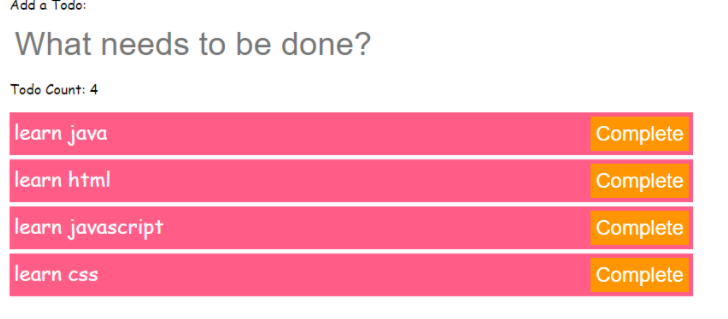 Add a Todo:
What needs to be done?
Todo Count: 4
learn java Complete
learn html Complete
learn javascript Complete
learn css Complete